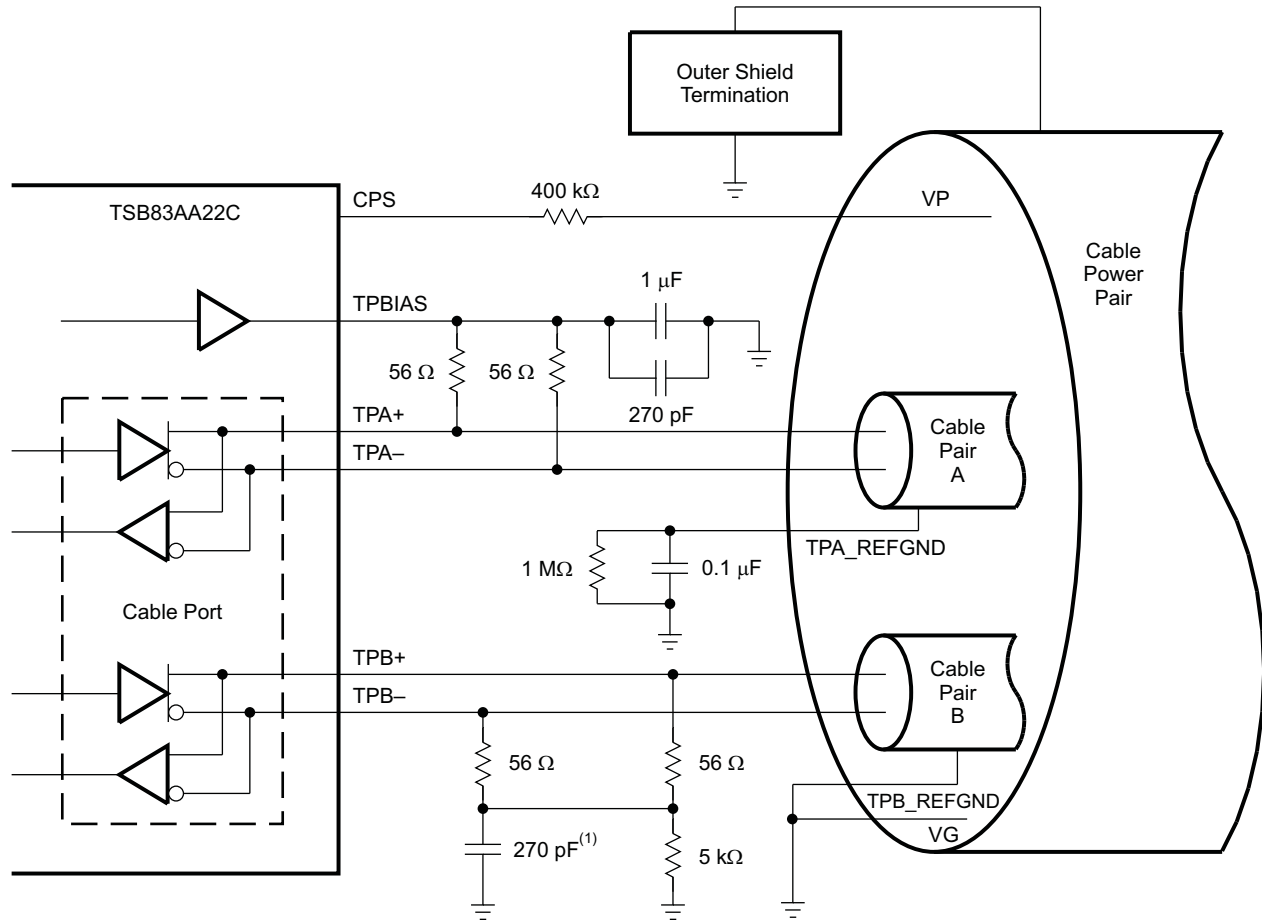 Outer Shield
Termination
TSB83AA22C
CPS
400 kΩ
VP
Cable
Power
Pair
TPBIAS
1 μF
56 Ω
56 Ω
270 pF
TPA+
TPA–
Cable
Pair
A
TPA_REFGND
1 MΩ
0.1 μF
Cable Port
TPB+
TPB–
Cable
Pair
B
56 Ω
56 Ω
TPB_REFGND
VG
270 pF(1)
5 kΩ